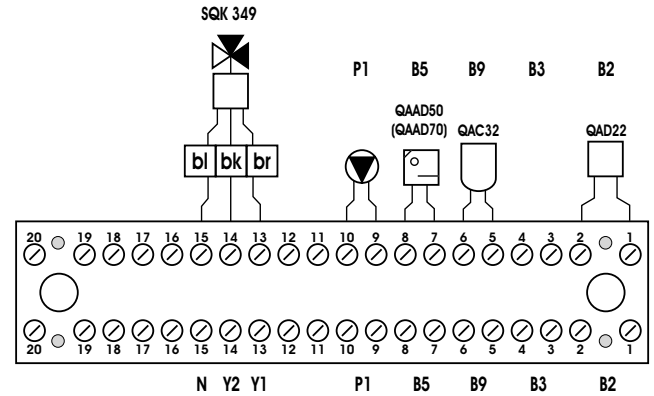 SQK 349
P1 B5 B9 B3 B2
QAAD50
(QAAD70) QAC32 QAD22
bl bk br
20 19 18 17 16 15 14 13 12 11 10 9 8 7 6 5 4 3 2 1
20 19 18 17 16 15 14 13 12 11 10 9 8 7 6 5 4 3 2 1
N Y2 Y1 P1 B5 B9 B3 B2